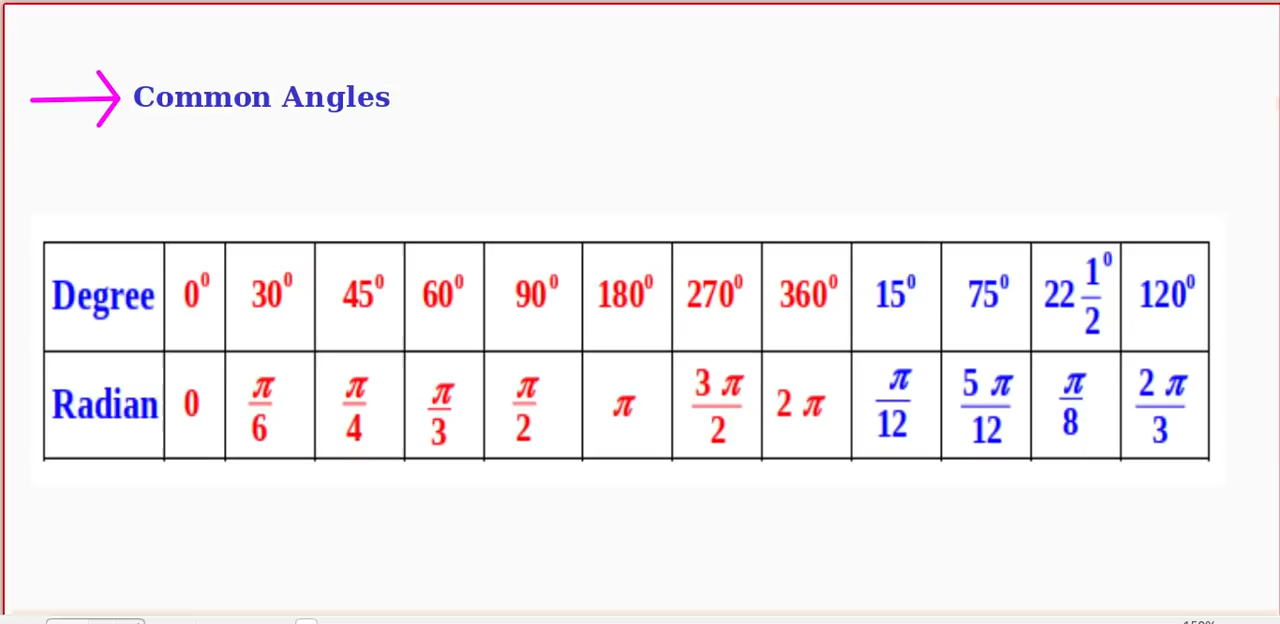 Common Angles
Degree 0⁰ 30⁰ 45⁰ 60⁰ 90⁰ 180⁰ 270⁰ 360⁰ 15⁰ 75⁰ 22 1/2⁰ 120⁰
Radian 0 π/6 π/4 π/3 π/2 π 3π/2 2π π/12 5π/12 π/8 2π/3